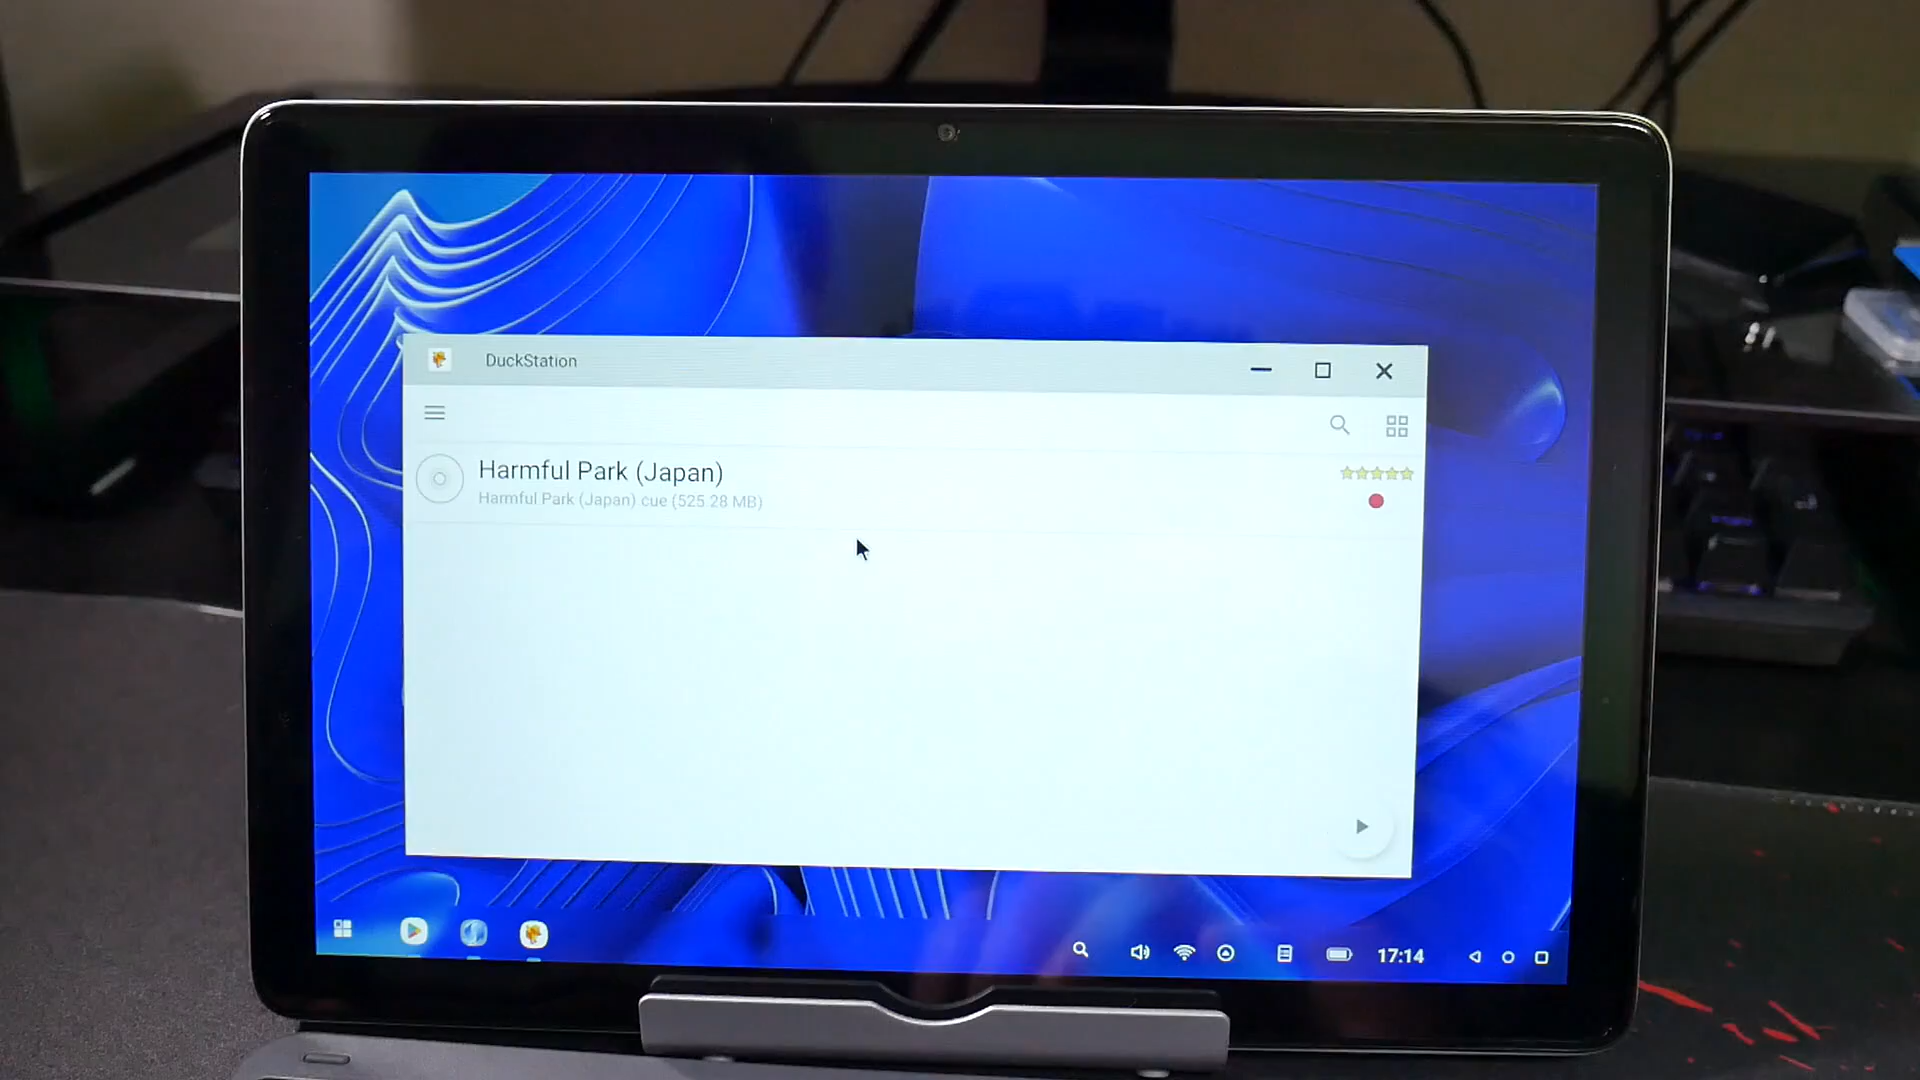 DuckStation
Harmful Park (Japan)
Harmful Park (Japan) cue (525 28 MB)
17:14